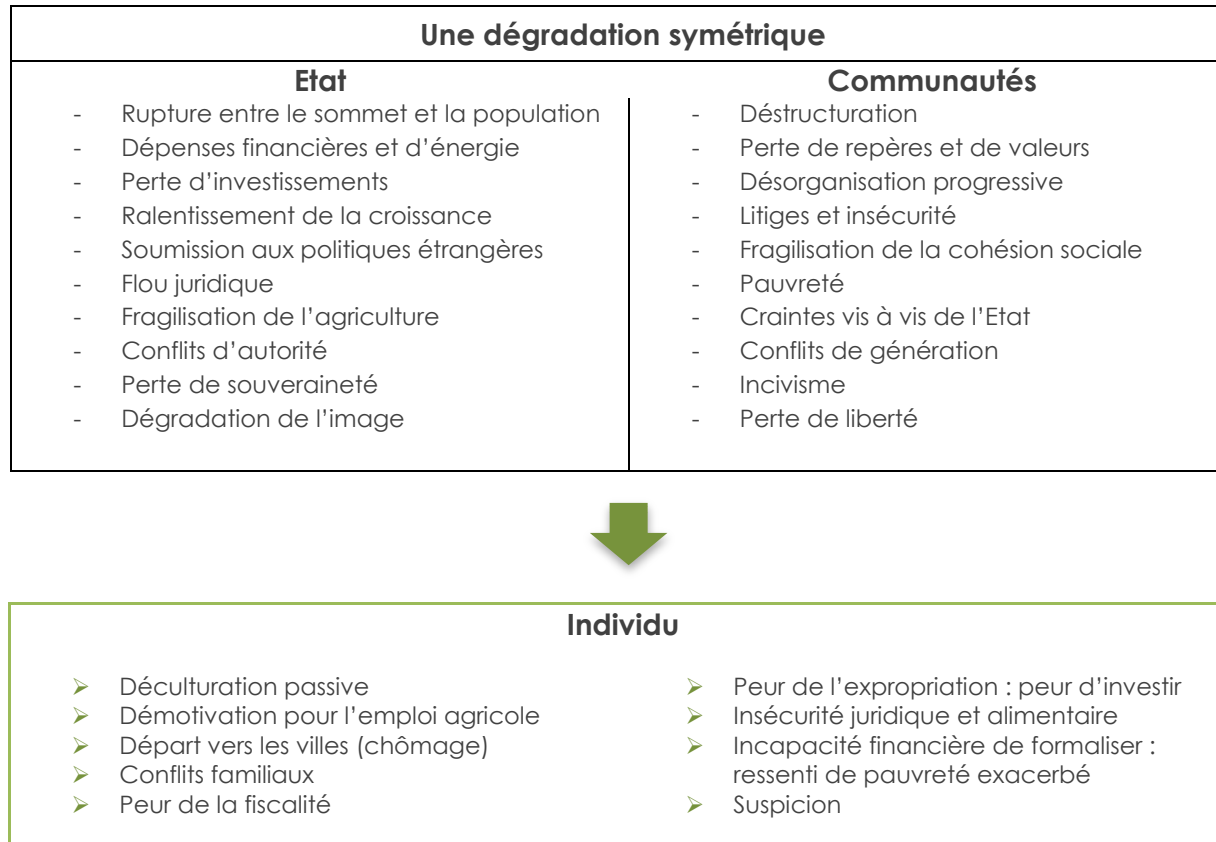 Une dégradation symétrique
Etat
- Rupture entre le sommet et la population
- Dépenses financières et d'énergie
- Perte d'investissements
- Ralentissement de la croissance
- Soumission aux politiques étrangères
- Flou juridique
- Fragilisation de l'agriculture
- Conflits d'autorité
- Perte de souveraineté
- Dégradation de l'image
Communautés
- Déstructuration
- Perte de repères et de valeurs
- Désorganisation progressive
- Litiges et insécurité
- Fragilisation de la cohésion sociale
- Pauvreté
- Craintes vis à vis de l'Etat
- Conflits de génération
- Incivisme
- Perte de liberté
Individu
➢ Déculturation passive
➢ Démotivation pour l'emploi agricole
➢ Départ vers les villes (chômage)
➢ Conflits familiaux
➢ Peur de la fiscalité
➢ Peur de l'expropriation : peur d'investir
➢ Insécurité juridique et alimentaire
➢ Incapacité financière de formaliser :
ressenti de pauvreté exacerbé
➢ Suspicion